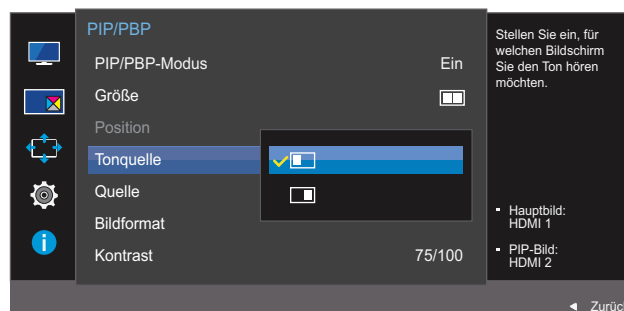 PIP/PBP
PIP/PBP-Modus Ein
Größe
Position
Tonquelle
Quelle
Bildformat
Kontrast 75/100
Stellen Sie ein, für
welchen Bildschirm
Sie den Ton hören
möchten.
Hauptbild:
HDMI 1
PIP-Bild:
HDMI 2
Zurück